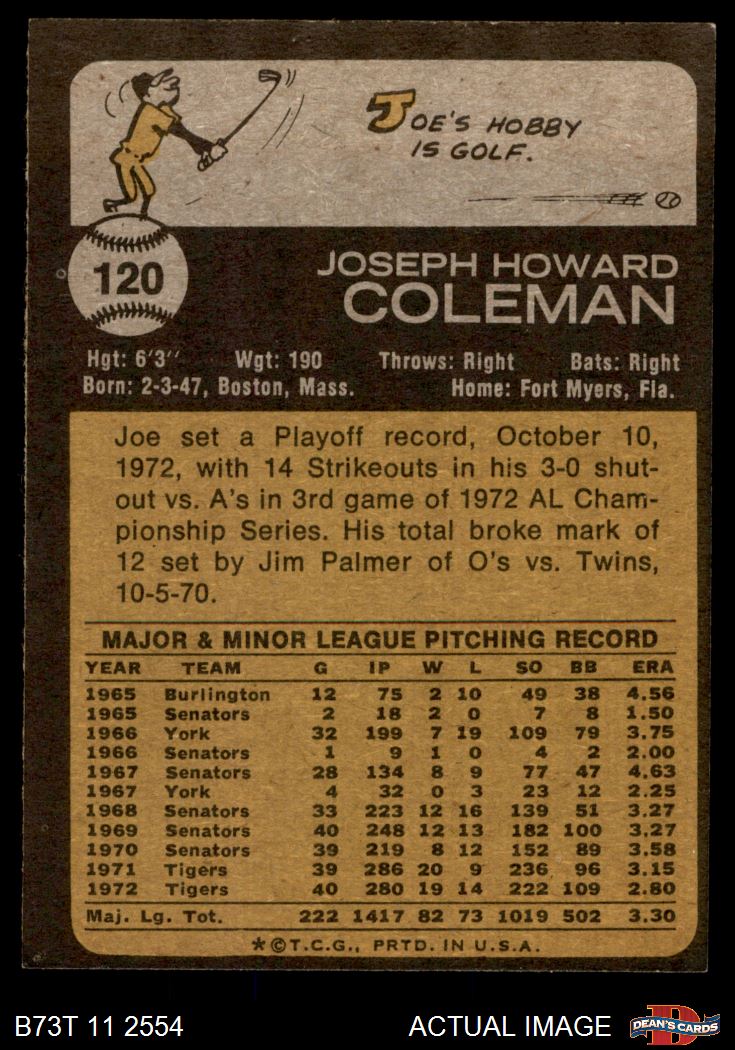 JOE'S HOBBY
IS GOLF.
120
JOSEPH HOWARD
COLEMAN
Hgt: 6'3'' Wgt: 190 Throws: Right Bats: Right
Born: 2-3-47, Boston, Mass. Home: Fort Myers, Fla.
Joe set a Playoff record, October 10,
1972, with 14 Strikeouts in his 3-0 shut-
out vs. A's in 3rd game of 1972 AL Cham-
pionship Series. His total broke mark of
12 set by Jim Palmer of O's vs. Twins,
10-5-70.
MAJOR & MINOR LEAGUE PITCHING RECORD
YEAR TEAM G IP W L SO BB ERA
1965 Burlington 12 75 2 10 49 38 4.56
1965 Senators 2 18 2 0 7 8 1.50
1966 York 32 199 7 19 109 79 3.75
1966 Senators 1 9 1 0 4 2 2.00
1967 Senators 28 134 8 9 77 47 4.63
1967 York 4 32 0 3 23 12 2.25
1968 Senators 33 223 12 16 139 51 3.27
1969 Senators 40 248 12 13 182 100 3.27
1970 Senators 39 219 8 12 152 89 3.58
1971 Tigers 39 286 20 9 236 96 3.15
1972 Tigers 40 280 19 14 222 109 2.80
Maj. Lg. Tot. 222 1417 82 73 1019 502 3.30
*©T.C.G., PRTD. IN U.S.A.
B73T 11 2554 ACTUAL IMAGE D DEAN'S CARDS